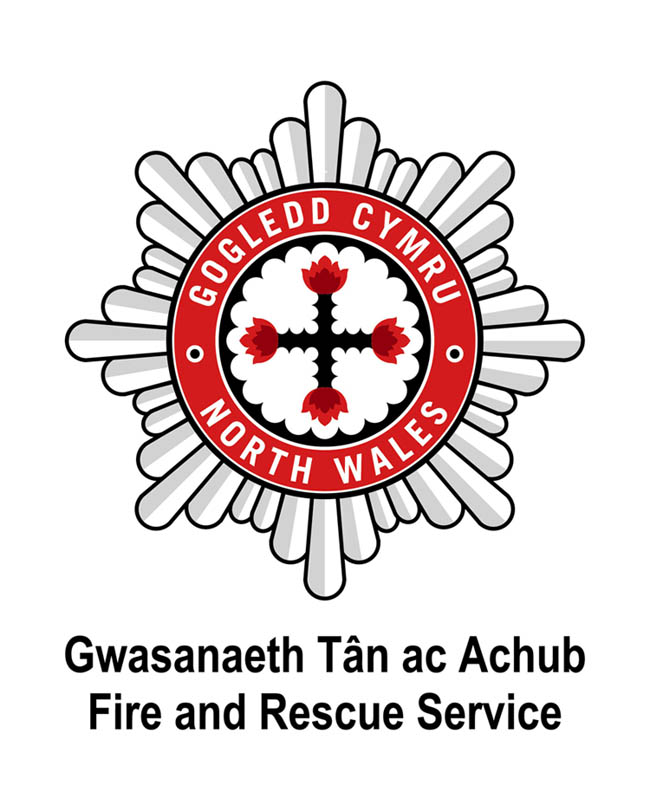 GOGLEDD CYMRU
NORTH WALES
Gwasanaeth Tân ac Achub
Fire and Rescue Service